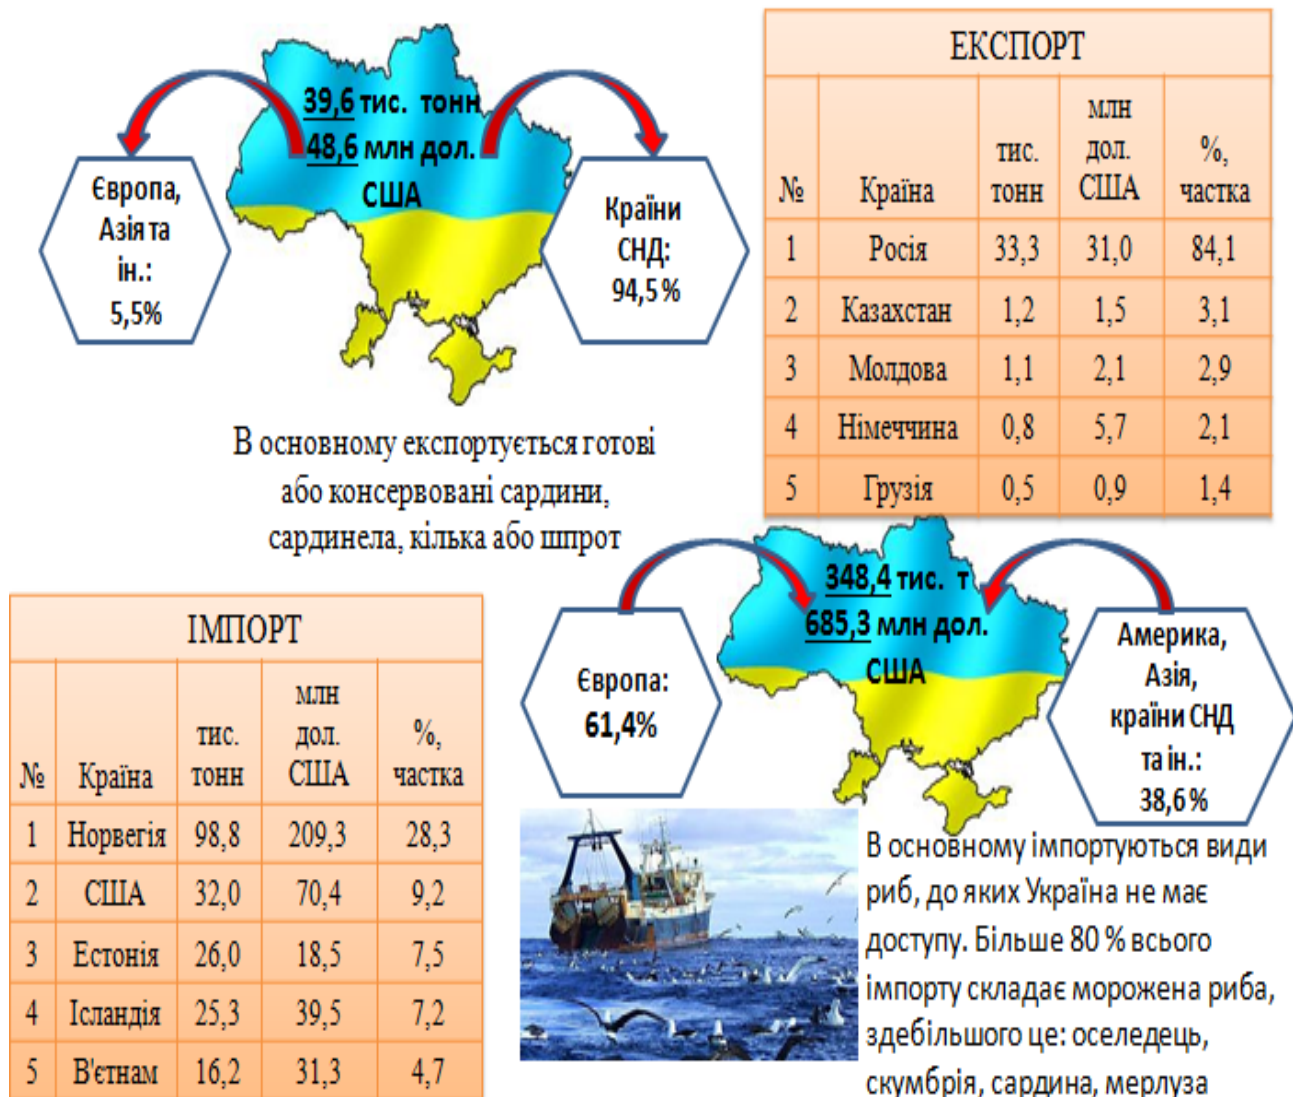 39,6 тис. тонн
48,6 млн дол.
США
Європа,
Азія та
ін.:
5,5%
Країни
СНД:
94,5%
В основному експортується готові
або консервовані сардини,
сардинела, кілька або шпрот
ЕКСПОРТ
№ Країна тис. тонн млн дол. США %, частка
1 Росія 33,3 31,0 84,1
2 Казахстан 1,2 1,5 3,1
3 Молдова 1,1 2,1 2,9
4 Німеччина 0,8 5,7 2,1
5 Грузія 0,5 0,9 1,4
ІМПОРТ
№ Країна тис. тонн млн дол. США %, частка
1 Норвегія 98,8 209,3 28,3
2 США 32,0 70,4 9,2
3 Естонія 26,0 18,5 7,5
4 Ісландія 25,3 39,5 7,2
5 В'єтнам 16,2 31,3 4,7
348,4 тис. т
685,3 млн дол.
США
Європа:
61,4%
Америка,
Азія,
країни СНД
та ін.:
38,6%
В основному імпортуються види
риб, до яких Україна не має
доступу. Більше 80 % всього
імпорту складає морожена риба,
здебільшого це: оселедець,
скумбрія, сардина, мерлуза